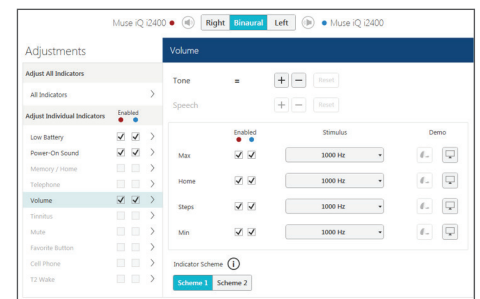 Muse iQ i2400 Right Binaural Left Muse iQ i2400
Adjustments
Adjust All Indicators
All Indicators
Adjust Individual Indicators Enabled
Low Battery
Power-On Sound
Memory / Home
Telephone
Volume
Tinnitus
Mute
Favorite Button
Cell Phone
T2 Wake
Volume
Tone = + − Reset
Speech + − Reset
Enabled Stimulus Demo
Max 1000 Hz
Home 1000 Hz
Steps 1000 Hz
Min 1000 Hz
Indicator Scheme i
Scheme 1 Scheme 2